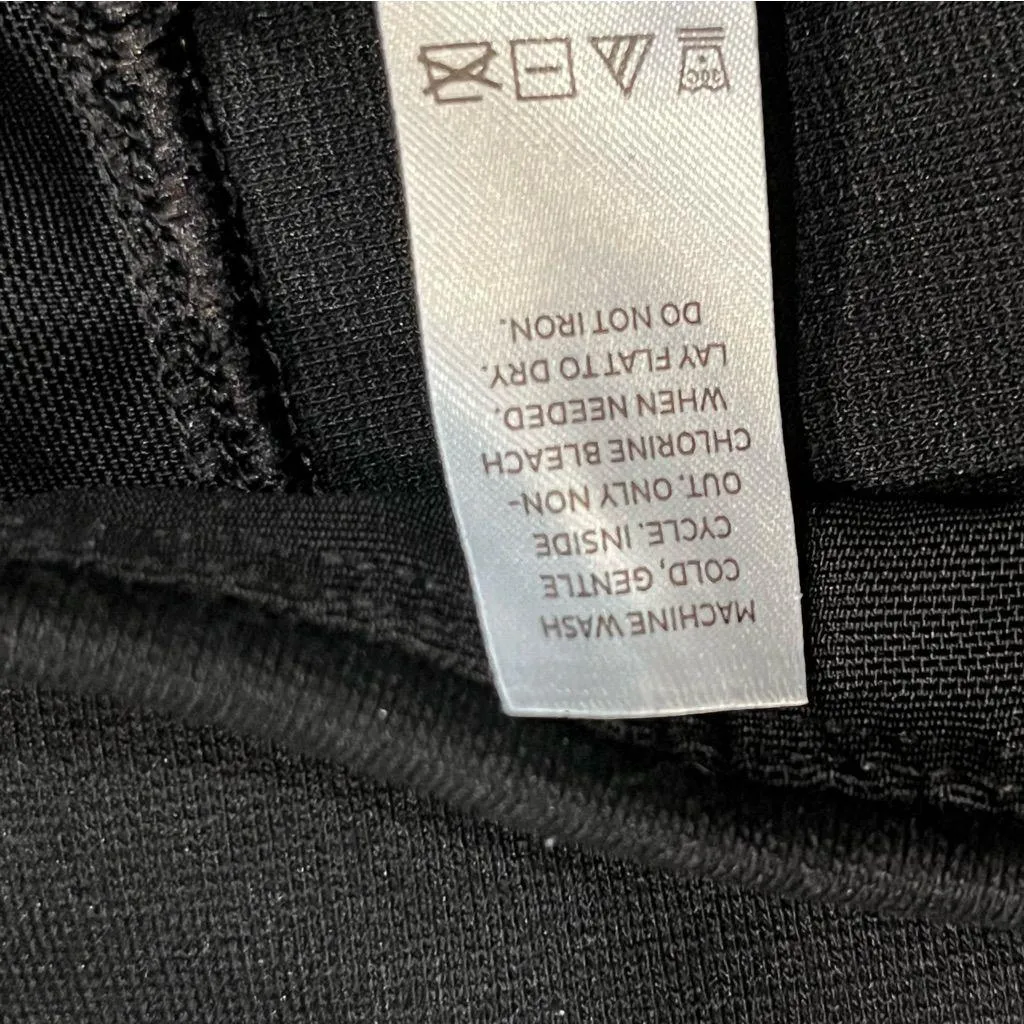 MACHINE WASH
COLD, GENTLE
CYCLE. INSIDE
OUT. ONLY NON-
CHLORINE BLEACH
WHEN NEEDED.
LAY FLAT TO DRY.
DO NOT IRON.
30C